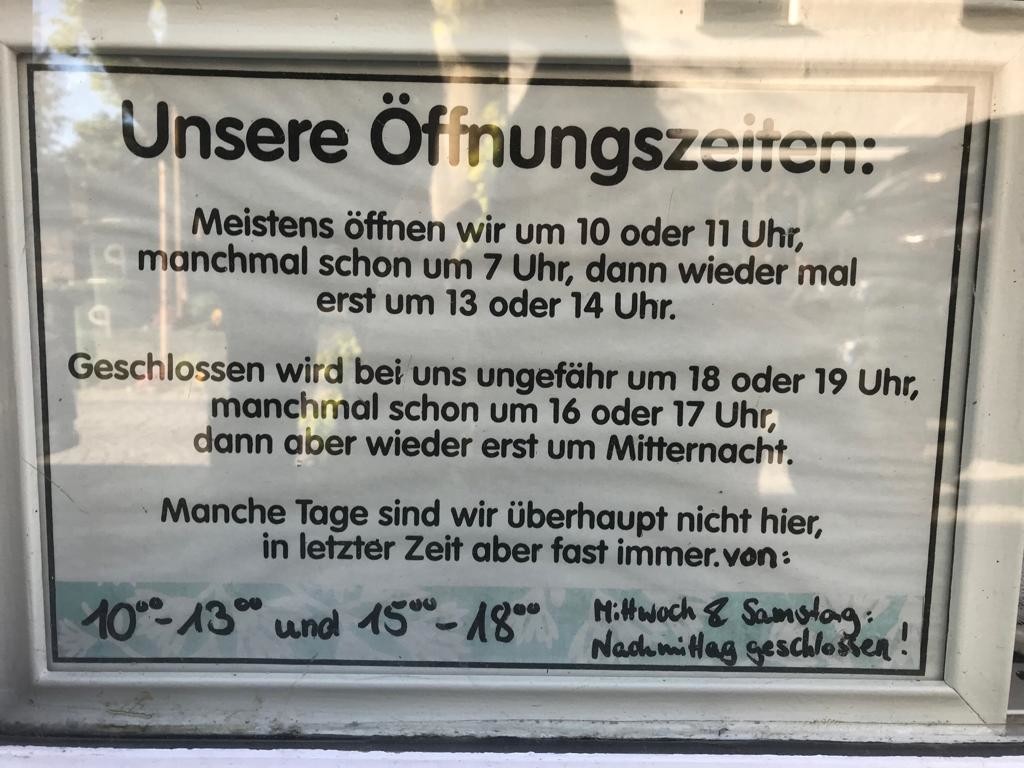 Unsere Öffnungszeiten:
Meistens öffnen wir um 10 oder 11 Uhr,
manchmal schon um 7 Uhr, dann wieder mal
erst um 13 oder 14 Uhr.
Geschlossen wird bei uns ungefähr um 18 oder 19 Uhr,
manchmal schon um 16 oder 17 Uhr,
dann aber wieder erst um Mitternacht.
Manche Tage sind wir überhaupt nicht hier,
in letzter Zeit aber fast immer. von:
10⁰⁰-13⁰⁰ und 15⁰⁰-18⁰⁰
Mittwoch & Samstag:
Nachmittag geschlossen!